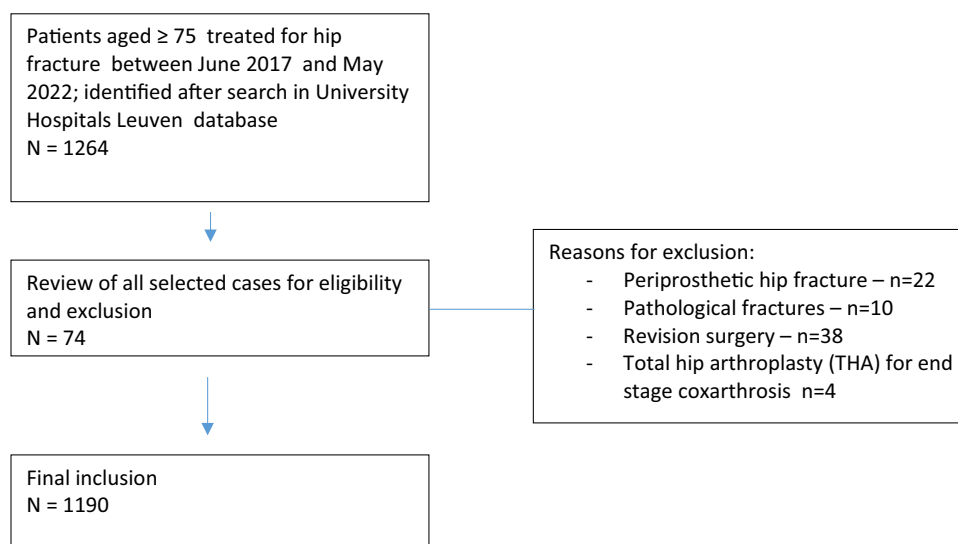 Patients aged ≥ 75 treated for hip
fracture between June 2017 and May
2022; identified after search in University
Hospitals Leuven database
N = 1264
Review of all selected cases for eligibility
and exclusion
N = 74
Reasons for exclusion:
- Periprosthetic hip fracture – n=22
- Pathological fractures – n=10
- Revision surgery – n=38
- Total hip arthroplasty (THA) for end
stage coxarthrosis n=4
Final inclusion
N = 1190